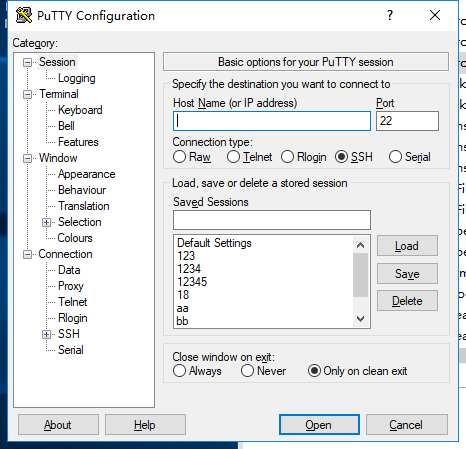 PuTTY Configuration
Category:
Session
Logging
Terminal
Keyboard
Bell
Features
Window
Appearance
Behaviour
Translation
Selection
Colours
Connection
Data
Proxy
Telnet
Rlogin
SSH
Serial
Basic options for your PuTTY session
Specify the destination you want to connect to
Host Name (or IP address) Port
22
Connection type:
Raw Telnet Rlogin SSH Serial
Load, save or delete a stored session
Saved Sessions
Default Settings
123
1234
12345
18
aa
bb
Load
Save
Delete
Close window on exit:
Always Never Only on clean exit
About Help Open Cancel